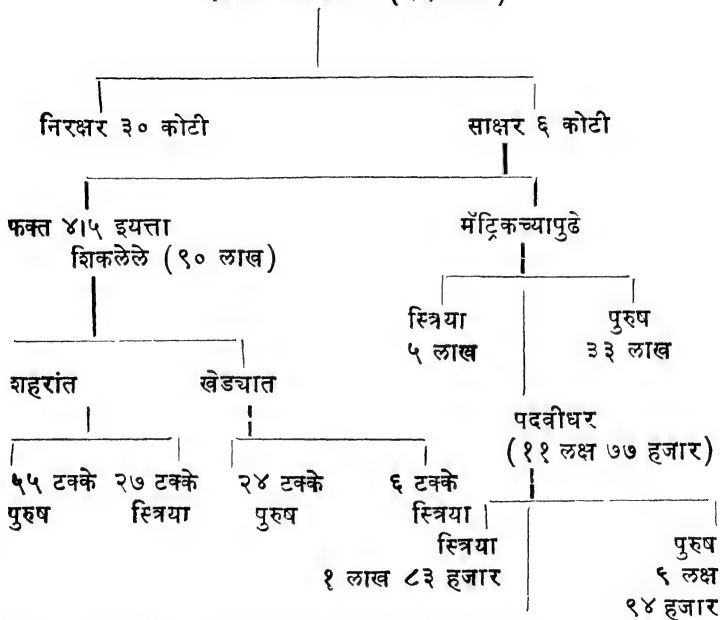 निरक्षर ३० कोटी
साक्षर ६ कोटी
फक्त ४।५ इयत्ता
शिकलेले (९० लाख)
मॅट्रिकच्यापुढे
स्त्रिया
५ लाख
पुरुष
३३ लाख
शहरांत
खेड्यात
पदवीधर
(११ लक्ष ७७ हजार)
५५ टक्के
पुरुष
२७ टक्के
स्त्रिया
२४ टक्के
पुरुष
६ टक्के
स्त्रिया
स्त्रिया
१ लाख ८३ हजार
पुरुष
९ लक्ष
९४ हजार